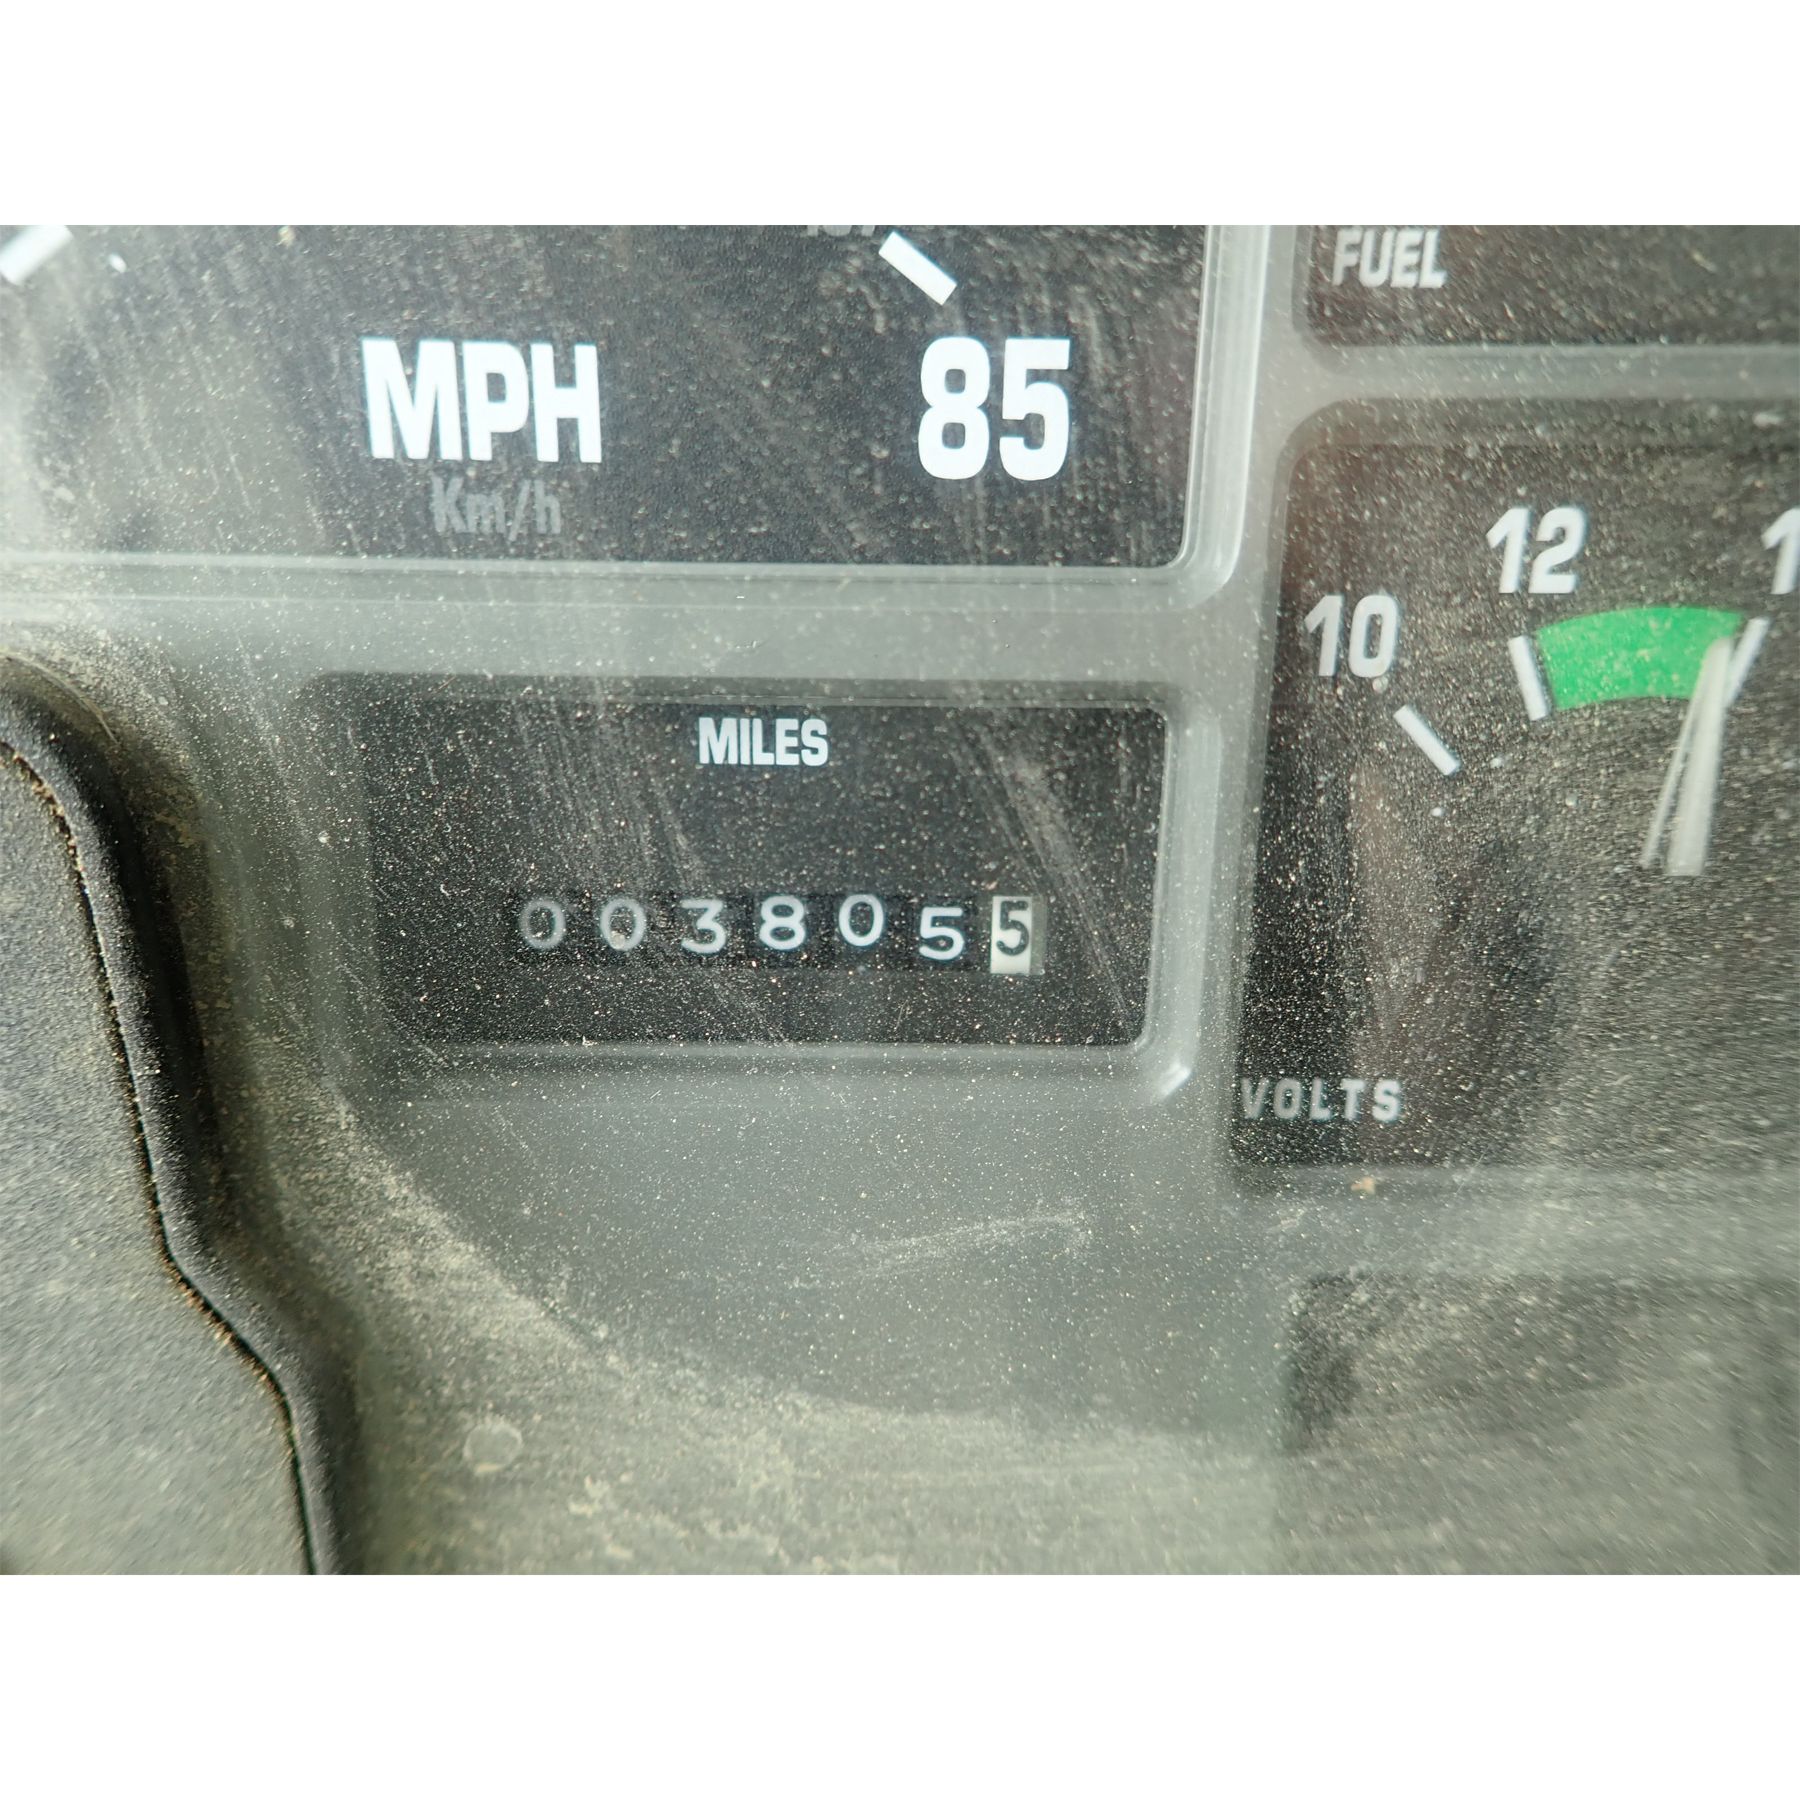 FUEL
MPH 85
Km/h
12
10
MILES
0038055
VOLTS